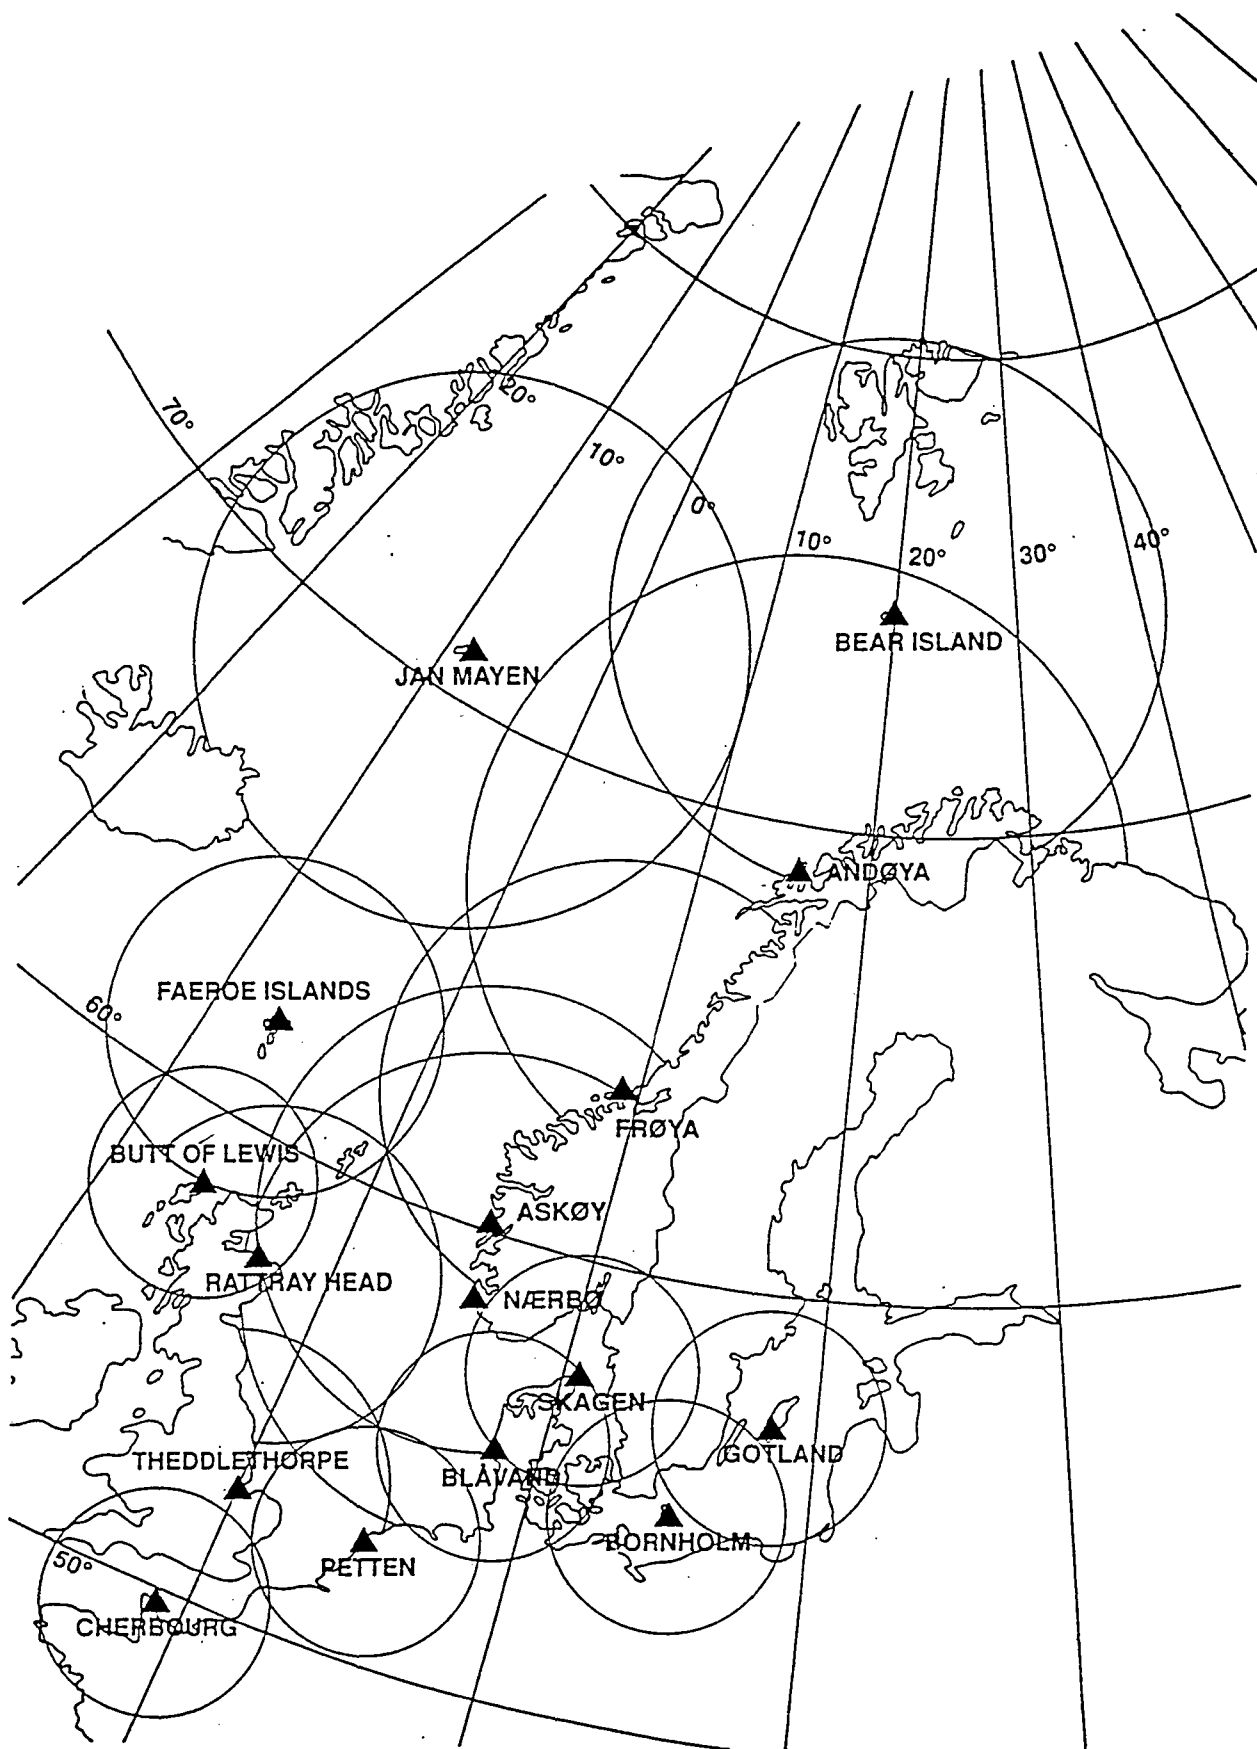 70°
20°
10°
0°
10°
20°
30°
40°
BEAR ISLAND
JAN MAYEN
ANDØYA
FAEROE ISLANDS
60°
FRØYA
BUTT OF LEWIS
ASKØY
RATTRAY HEAD
NÆRBØ
SKAGEN
GOTLAND
THEDDLETHORPE
BLÅVAND
BORNHOLM
PETTEN
50°
CHERBOURG